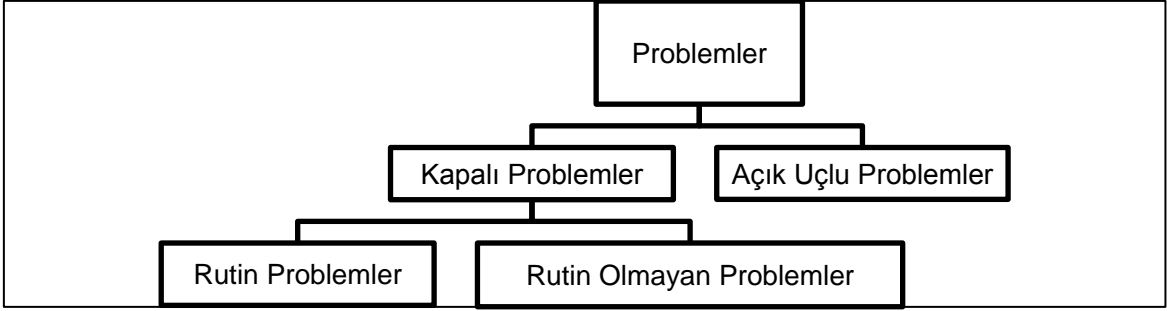 Problemler
Kapalı Problemler
Açık Uçlu Problemler
Rutin Problemler
Rutin Olmayan Problemler